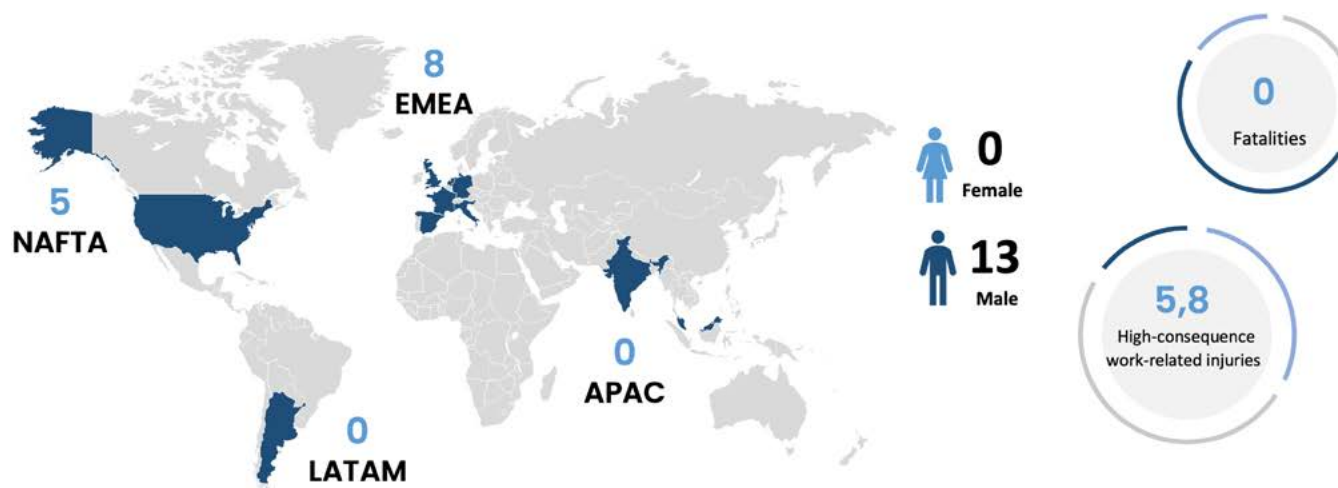 8
EMEA
5
NAFTA
0
APAC
0
LATAM
0
Female
13
Male
0
Fatalities
5,8
High-consequence
work-related injuries